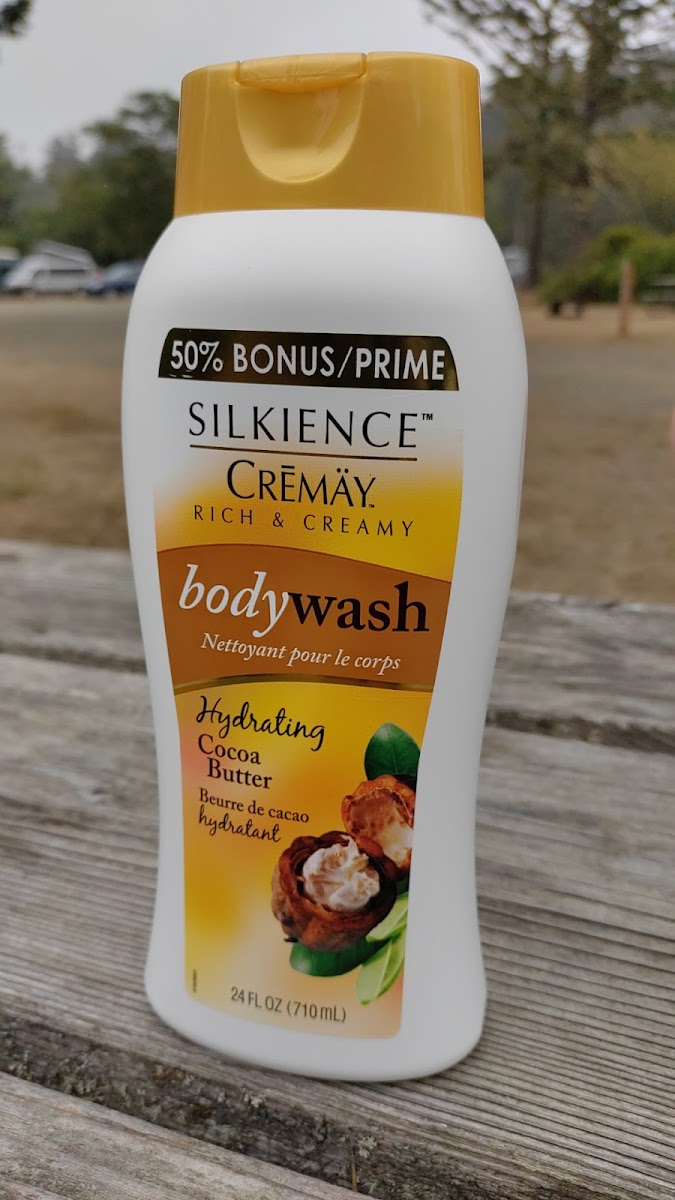 50% BONUS/PRIME
SILKIENCE™
CRĒMÄY™
RICH & CREAMY
bodywash
Nettoyant pour le corps
Hydrating
Cocoa
Butter
Beurre de cacao
hydratant
24 FL OZ (710 mL)